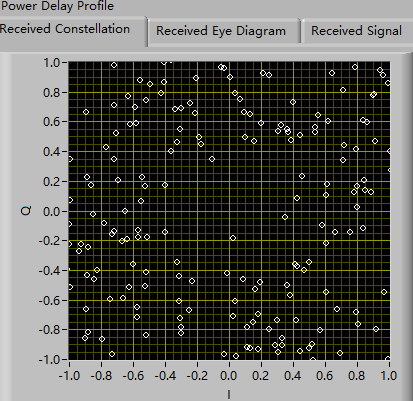 Power Delay Profile
Received Constellation
Received Eye Diagram
Received Signal
1.0
0.8
0.6
0.4
0.2
0.0
-0.2
-0.4
-0.6
-0.8
-1.0
Q
-1.0 -0.8 -0.6 -0.4 -0.2 0.0 0.2 0.4 0.6 0.8 1.0
I